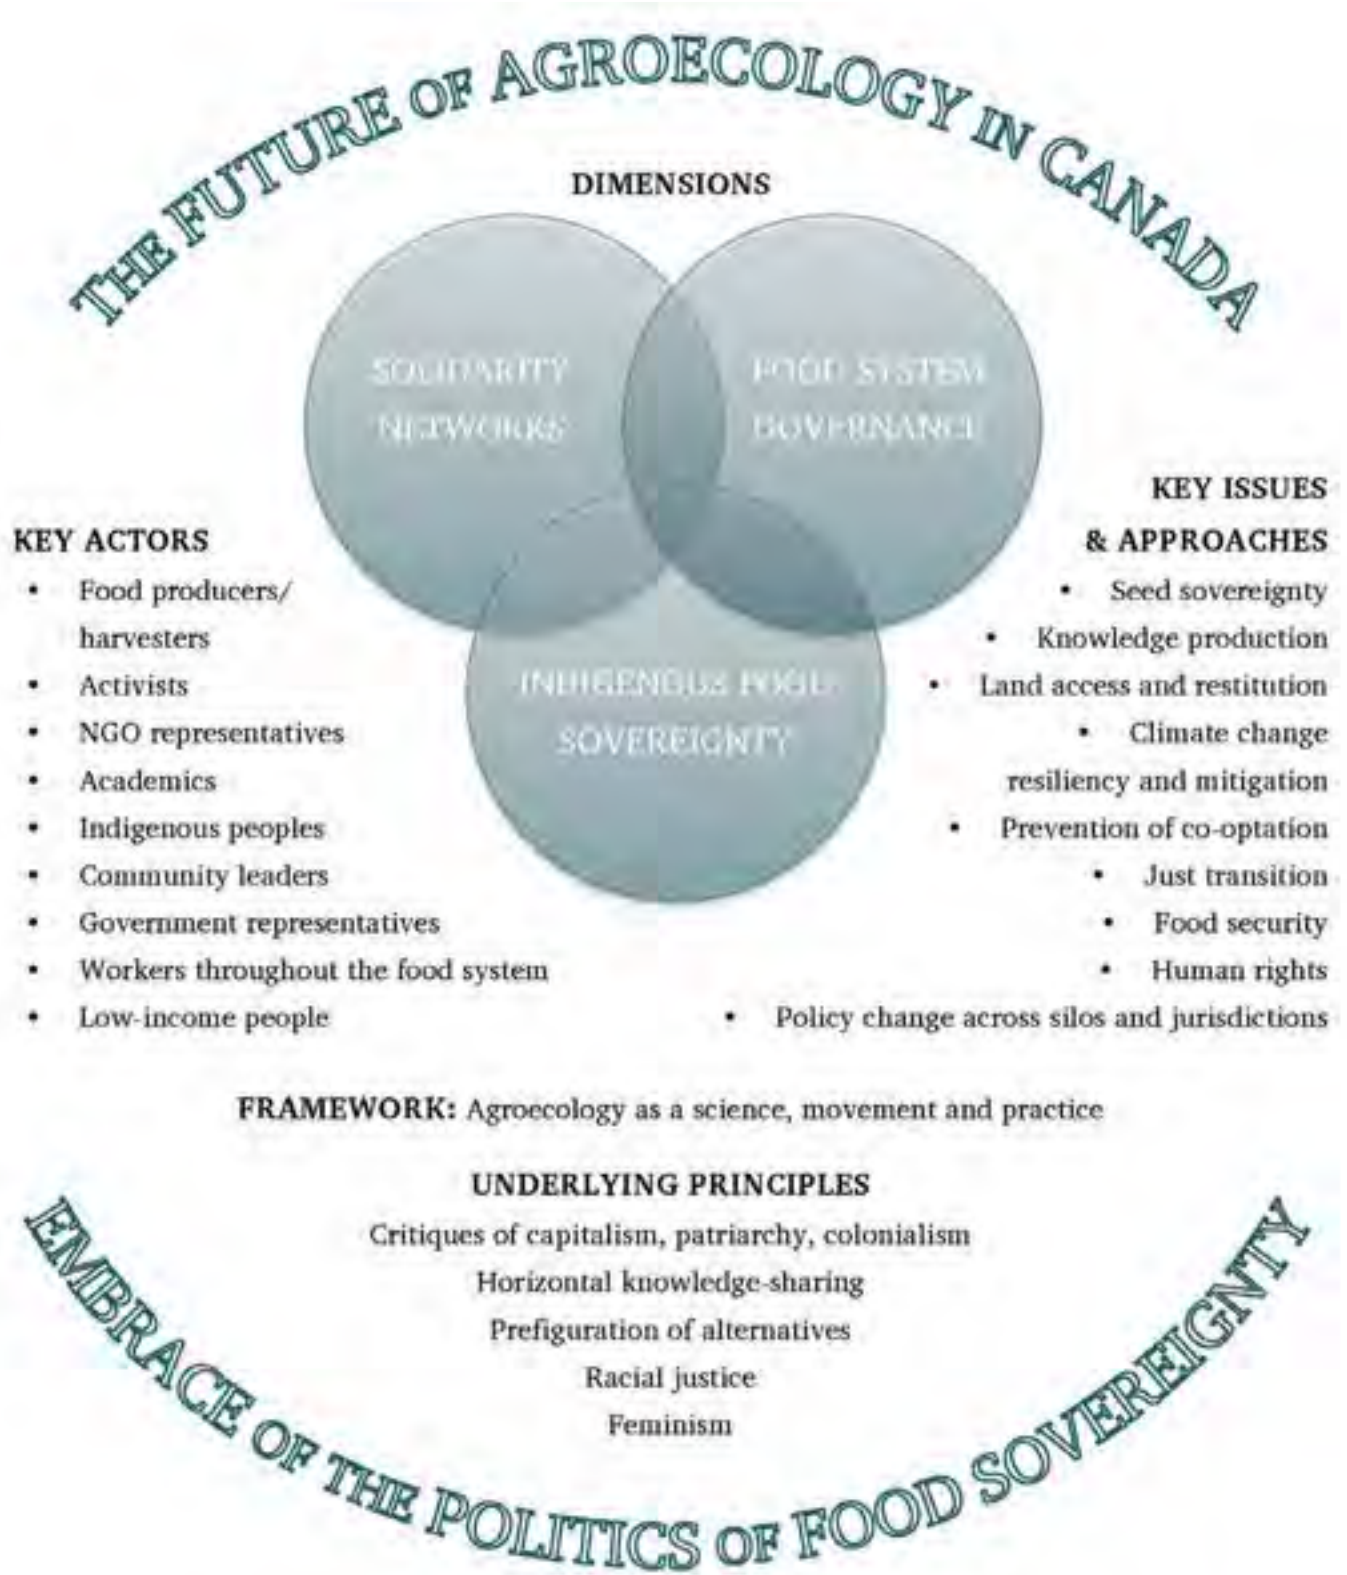 THE FUTURE OF AGROECOLOGY IN CANADA
DIMENSIONS
SOLIDARITY
NETWORKS
FOOD SYSTEM
GOVERNANCE
INDIGENOUS FOOD
SOVEREIGNTY
KEY ACTORS
• Food producers/
harvesters
• Activists
• NGO representatives
• Academics
• Indigenous peoples
• Community leaders
• Government representatives
• Workers throughout the food system
• Low-income people
KEY ISSUES
& APPROACHES
• Seed sovereignty
• Knowledge production
• Land access and restitution
• Climate change
resiliency and mitigation
• Prevention of co-optation
• Just transition
• Food security
• Human rights
• Policy change across silos and jurisdictions
FRAMEWORK: Agroecology as a science, movement and practice
UNDERLYING PRINCIPLES
Critiques of capitalism, patriarchy, colonialism
Horizontal knowledge-sharing
Prefiguration of alternatives
Racial justice
Feminism
EMBRACE OF THE POLITICS OF FOOD SOVEREIGNTY